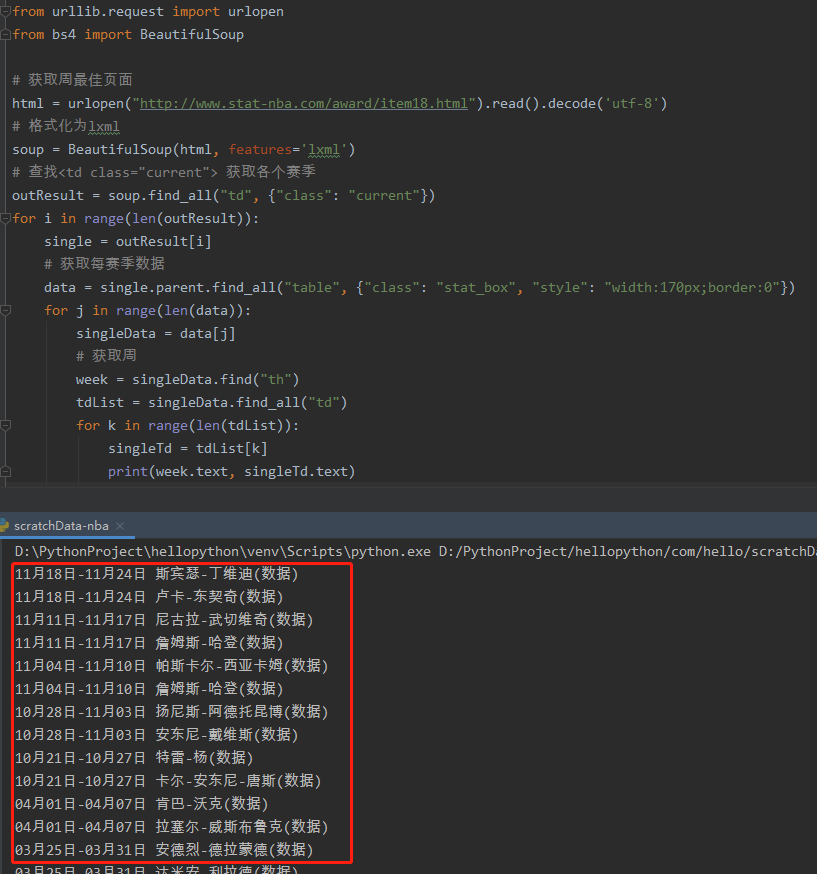 from urllib.request import urlopen
from bs4 import BeautifulSoup
# 获取周最佳页面
html = urlopen("http://www.stat-nba.com/award/item18.html").read().decode('utf-8')
# 格式化为lxml
soup = BeautifulSoup(html, features='lxml')
# 查找<td class="current"> 获取各个赛季
outResult = soup.find_all("td", {"class": "current"})
for i in range(len(outResult)):
    single = outResult[i]
    # 获取每赛季数据
    data = single.parent.find_all("table", {"class": "stat_box", "style": "width:170px;border:0"})
    for j in range(len(data)):
        singleData = data[j]
        # 获取周
        week = singleData.find("th")
        tdList = singleData.find_all("td")
        for k in range(len(tdList)):
            singleTd = tdList[k]
            print(week.text, singleTd.text)
scratchData-nba ×
D:\PythonProject\hellopython\venv\Scripts\python.exe D:/PythonProject/hellopython/com/hello/scratchDa
11月18日-11月24日 斯宾瑟-丁维迪(数据)
11月18日-11月24日 卢卡-东契奇(数据)
11月11日-11月17日 尼古拉-武切维奇(数据)
11月11日-11月17日 詹姆斯-哈登(数据)
11月04日-11月10日 帕斯卡尔-西亚卡姆(数据)
11月04日-11月10日 詹姆斯-哈登(数据)
10月28日-11月03日 扬尼斯-阿德托昆博(数据)
10月28日-11月03日 安东尼-戴维斯(数据)
10月21日-10月27日 特雷-杨(数据)
10月21日-10月27日 卡尔-安东尼-唐斯(数据)
04月01日-04月07日 肯巴-沃克(数据)
04月01日-04月07日 拉塞尔-威斯布鲁克(数据)
03月25日-03月31日 安德烈-德拉蒙德(数据)
03月25日-03月31日 达米安-利拉德(数据)